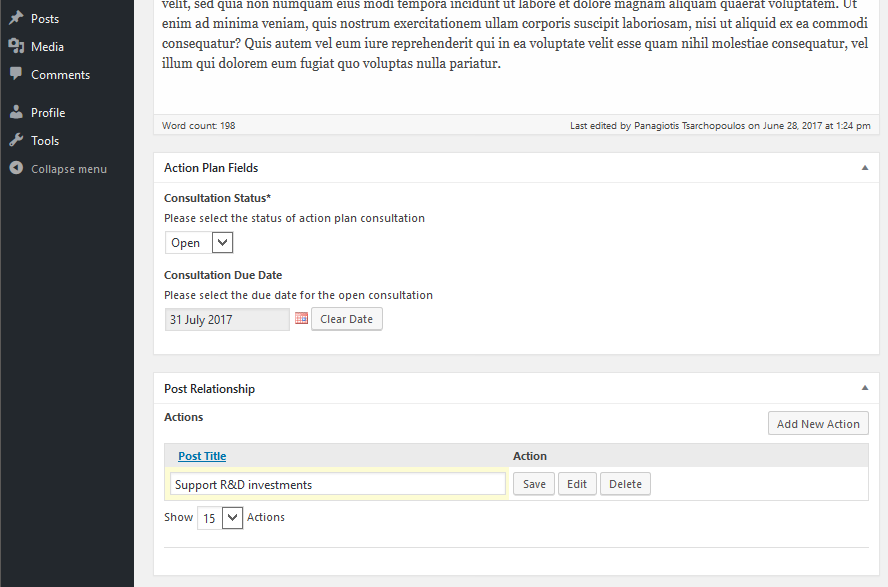 Posts
Media
Comments
Profile
Tools
Collapse menu
velit, sed quia non numquam eius modi tempora incidunt ut labore et dolore magnam aliquam quaerat voluptatem. Ut
enim ad minima veniam, quis nostrum exercitationem ullam corporis suscipit laboriosam, nisi ut aliquid ex ea commodi
consequatur? Quis autem vel eum iure reprehenderit qui in ea voluptate velit esse quam nihil molestiae consequatur, vel
illum qui dolorem eum fugiat quo voluptas nulla pariatur.
Word count: 198 Last edited by Panagiotis Tsarchopoulos on June 28, 2017 at 1:24 pm
Action Plan Fields
Consultation Status*
Please select the status of action plan consultation
Open
Consultation Due Date
Please select the due date for the open consultation
31 July 2017 Clear Date
Post Relationship
Actions
Add New Action
Post Title Action
Support R&D investments Save Edit Delete
Show 15 Actions